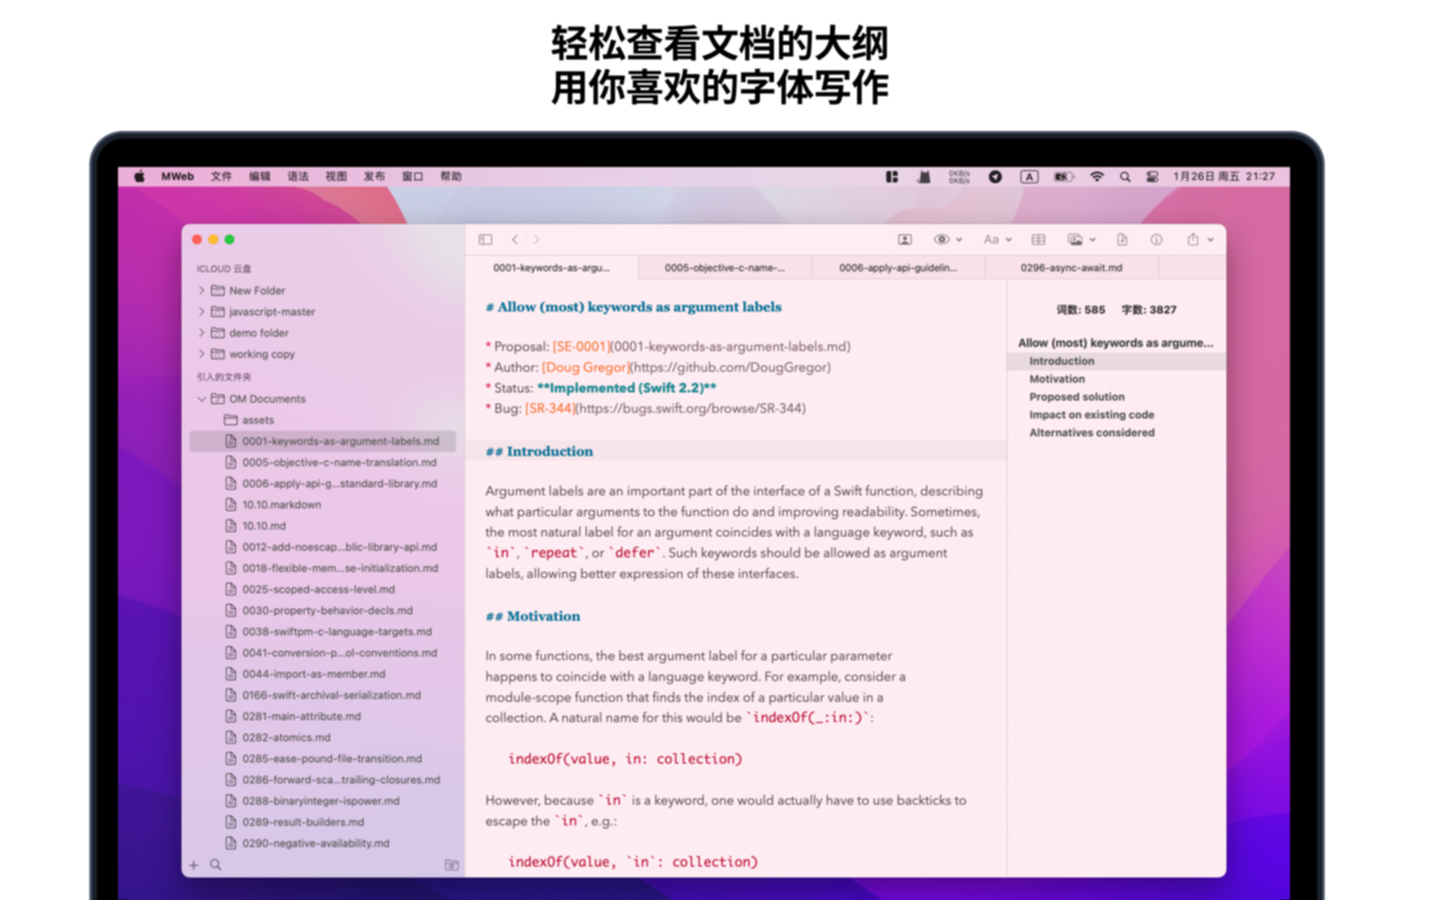 轻松查看文档的大纲
用你喜欢的字体写作
MWeb 文件 编辑 语法 视图 发布 窗口 帮助
0KB/s
0KB/s
A
1月26日 周五 21:27
ICLOUD 云盘
New Folder
javascript-master
demo folder
working copy
引入的文件夹
OM Documents
assets
0001-keywords-as-argument-labels.md
0005-objective-c-name-translation.md
0006-apply-api-g...standard-library.md
10.10.markdown
10.10.md
0012-add-noescap...blic-library-api.md
0018-flexible-mem...se-initialization.md
0025-scoped-access-level.md
0030-property-behavior-decls.md
0038-swiftpm-c-language-targets.md
0041-conversion-p...ol-conventions.md
0044-import-as-member.md
0166-swift-archival-serialization.md
0281-main-attribute.md
0282-atomics.md
0285-ease-pound-file-transition.md
0286-forward-sca...trailing-closures.md
0288-binaryinteger-ispower.md
0289-result-builders.md
0290-negative-availability.md
Aa
0001-keywords-as-argu... 0005-objective-c-name-... 0006-apply-api-guidelin... 0296-async-await.md
# Allow (most) keywords as argument labels
* Proposal: [SE-0001](0001-keywords-as-argument-labels.md)
* Author: [Doug Gregor](https://github.com/DougGregor)
* Status: **Implemented (Swift 2.2)**
* Bug: [SR-344](https://bugs.swift.org/browse/SR-344)
## Introduction
Argument labels are an important part of the interface of a Swift function, describing
what particular arguments to the function do and improving readability. Sometimes,
the most natural label for an argument coincides with a language keyword, such as
`in`, `repeat`, or `defer`. Such keywords should be allowed as argument
labels, allowing better expression of these interfaces.
## Motivation
In some functions, the best argument label for a particular parameter
happens to coincide with a language keyword. For example, consider a
module-scope function that finds the index of a particular value in a
collection. A natural name for this would be `indexOf(_:in:)`:
indexOf(value, in: collection)
However, because `in` is a keyword, one would actually have to use backticks to
escape the `in`, e.g.:
indexOf(value, `in`: collection)
词数: 585 字数: 3827
Allow (most) keywords as argume...
Introduction
Motivation
Proposed solution
Impact on existing code
Alternatives considered